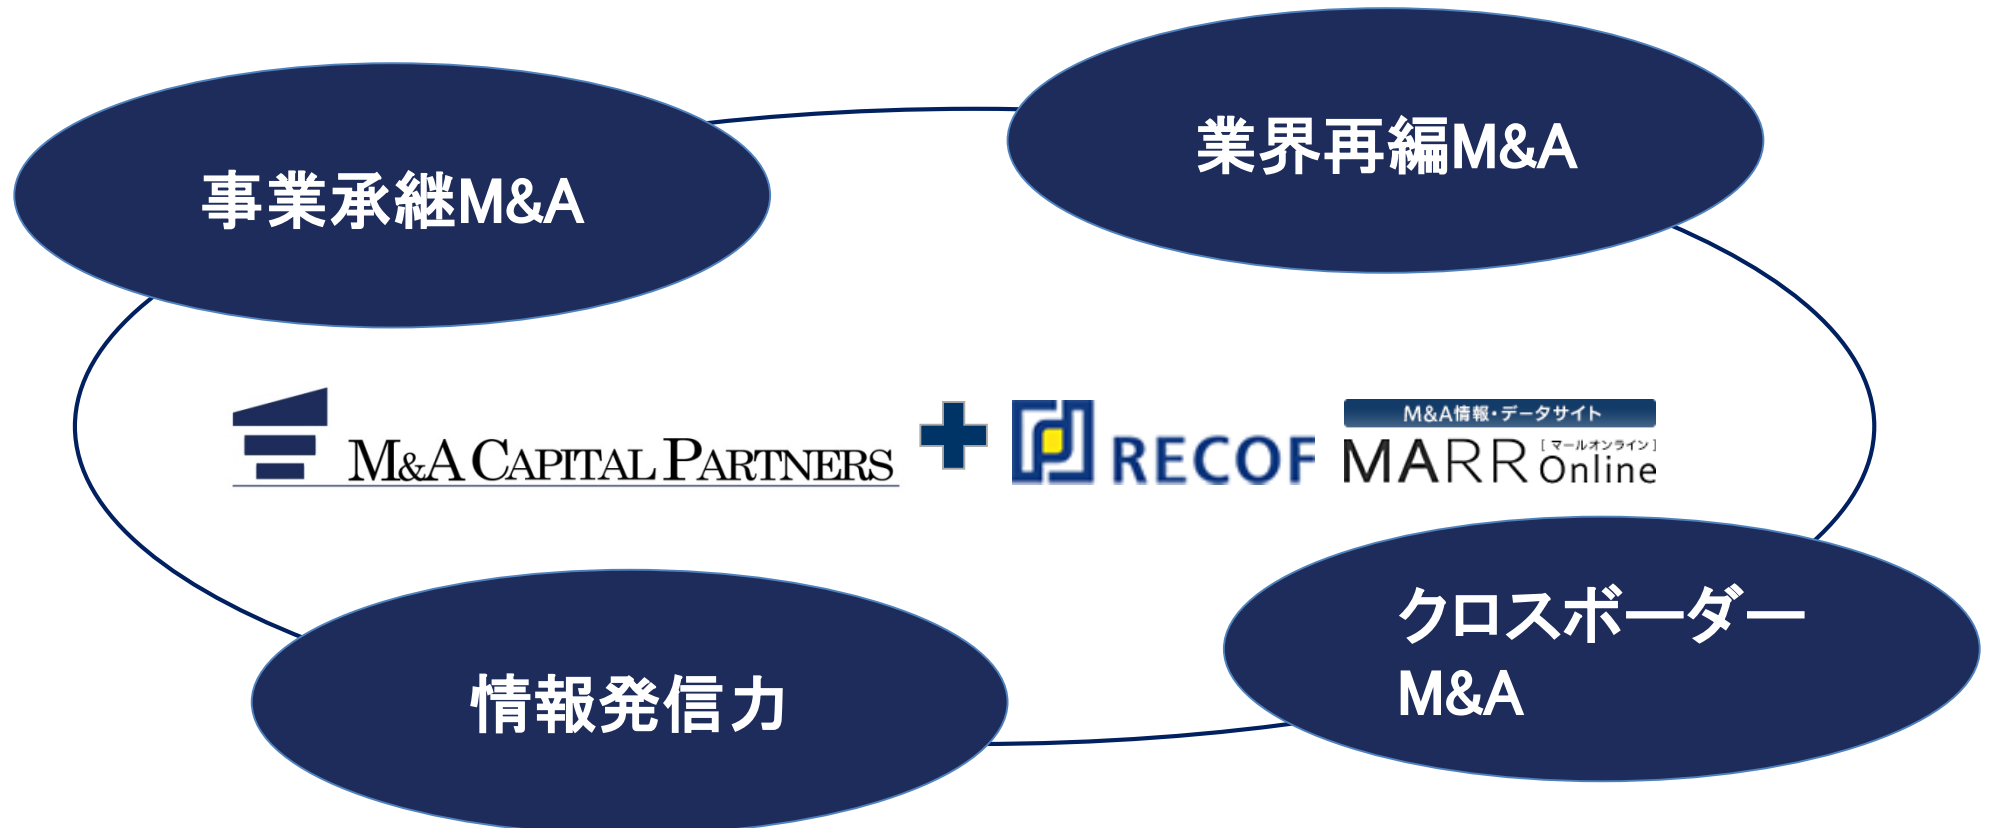 事業承継M&A
業界再編M&A
M&A CAPITAL PARTNERS
RECOF
M&A情報・データサイト
MARR Online
[マールオンライン]
情報発信力
クロスボーダー
M&A